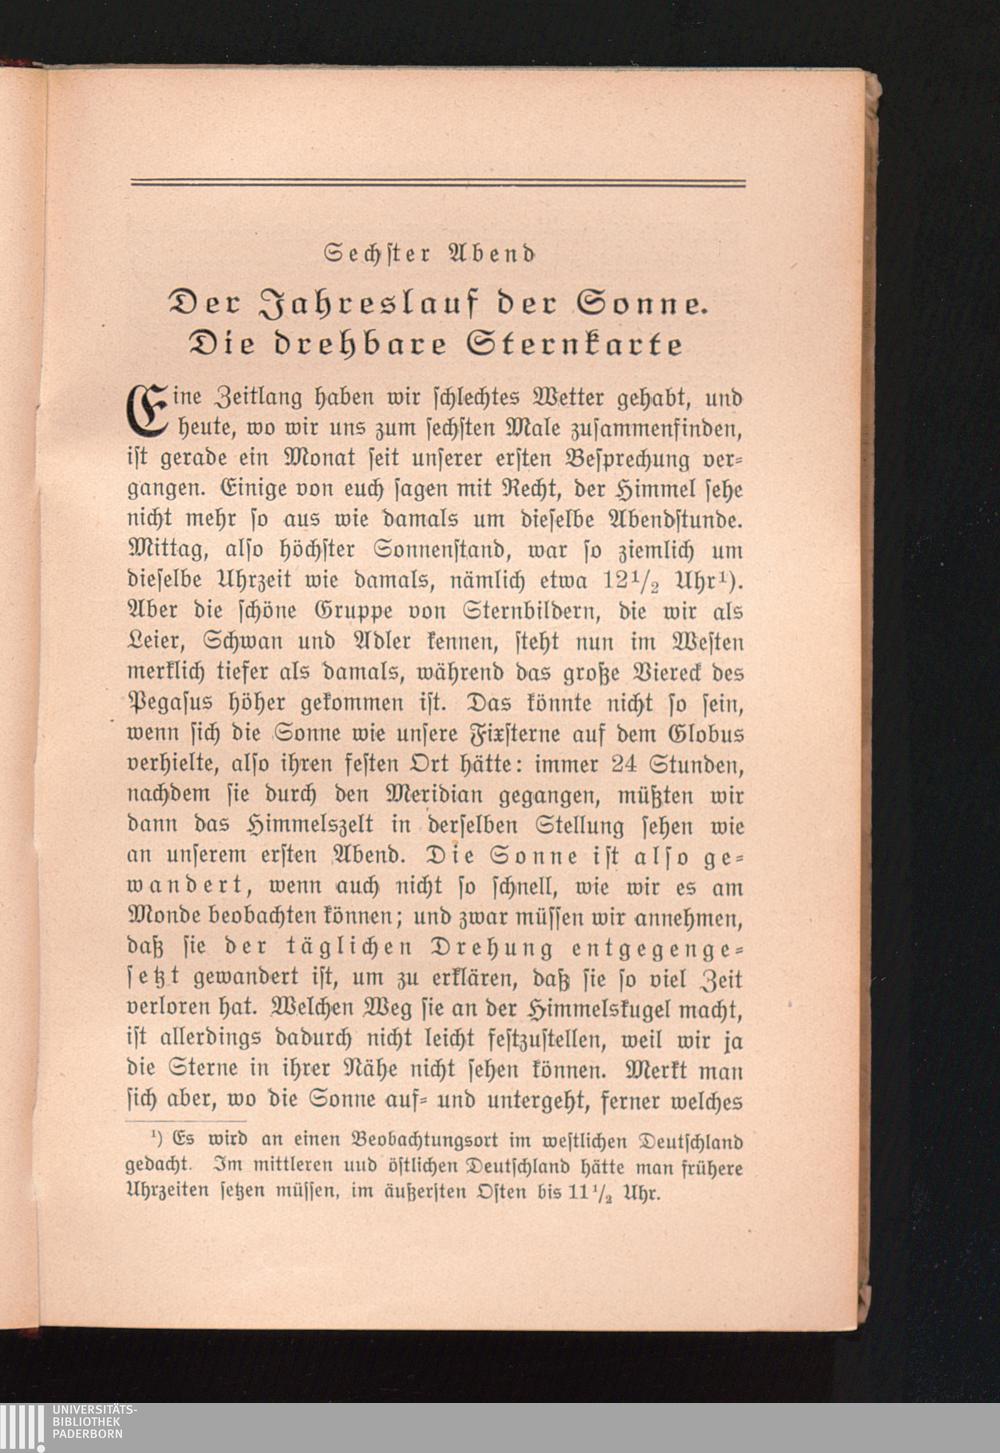 Sechster Abend
Der Jahreslauf der Sonne.
Die drehbare Sternkarte
Eine Zeitlang haben wir schlechtes Wetter gehabt, und
heute, wo wir uns zum sechsten Male zusammenfinden,
ist gerade ein Monat seit unserer ersten Besprechung ver-
gangen. Einige von euch sagen mit Recht, der Himmel sehe
nicht mehr so aus wie damals um dieselbe Abendstunde.
Mittag, also höchster Sonnenstand, war so ziemlich um
dieselbe Uhrzeit wie damals, nämlich etwa 12 1/2 Uhr¹).
Aber die schöne Gruppe von Sternbildern, die wir als
Leier, Schwan und Adler kennen, steht nun im Westen
merklich tiefer als damals, während das große Viereck des
Pegasus höher gekommen ist. Das könnte nicht so sein,
wenn sich die Sonne wie unsere Fixsterne auf dem Globus
verhielte, also ihren festen Ort hätte: immer 24 Stunden,
nachdem sie durch den Meridian gegangen, müßten wir
dann das Himmelszelt in derselben Stellung sehen wie
an unserem ersten Abend. Die Sonne ist also ge-
wandert, wenn auch nicht so schnell, wie wir es am
Monde beobachten können; und zwar müssen wir annehmen,
daß sie der täglichen Drehung entgegenge-
setzt gewandert ist, um zu erklären, daß sie so viel Zeit
verloren hat. Welchen Weg sie an der Himmelskugel macht,
ist allerdings dadurch nicht leicht festzustellen, weil wir ja
die Sterne in ihrer Nähe nicht sehen können. Merkt man
sich aber, wo die Sonne auf- und untergeht, ferner welches
¹) Es wird an einen Beobachtungsort im westlichen Deutschland
gedacht. Im mittleren und östlichen Deutschland hätte man frühere
Uhrzeiten setzen müssen, im äußersten Osten bis 11 1/2 Uhr.
UNIVERSITÄTS-
BIBLIOTHEK
PADERBORN